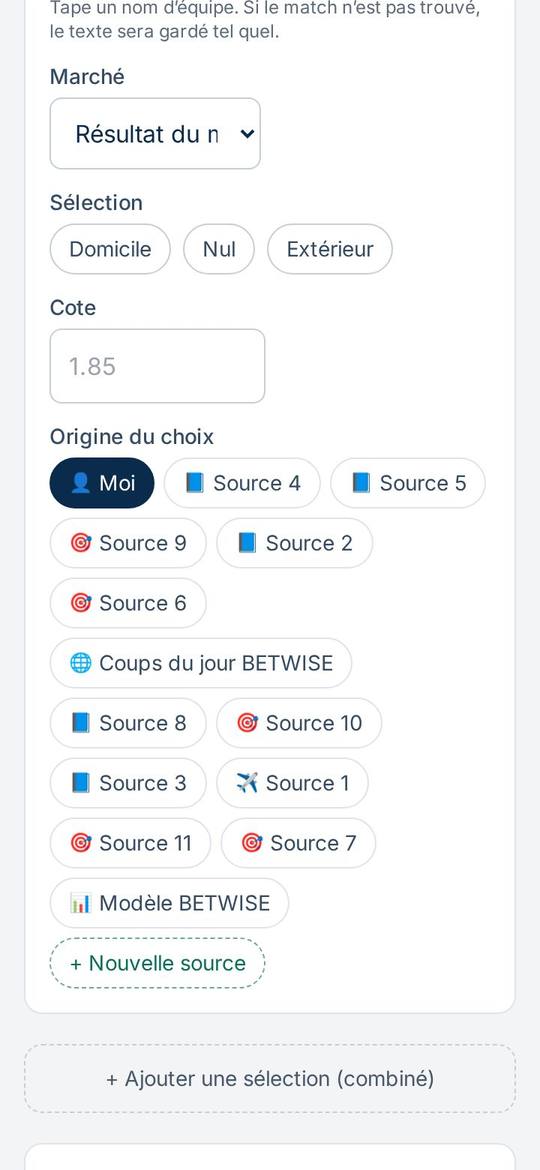 Tape un nom d’équipe. Si le match n’est pas trouvé,
le texte sera gardé tel quel.
Marché
Résultat du
Sélection
Domicile Nul Extérieur
Cote
1.85
Origine du choix
Moi Source 4 Source 5
Source 9 Source 2
Source 6
Coups du jour BETWISE
Source 8 Source 10
Source 3 Source 1
Source 11 Source 7
Modèle BETWISE
+ Nouvelle source
+ Ajouter une sélection (combiné)